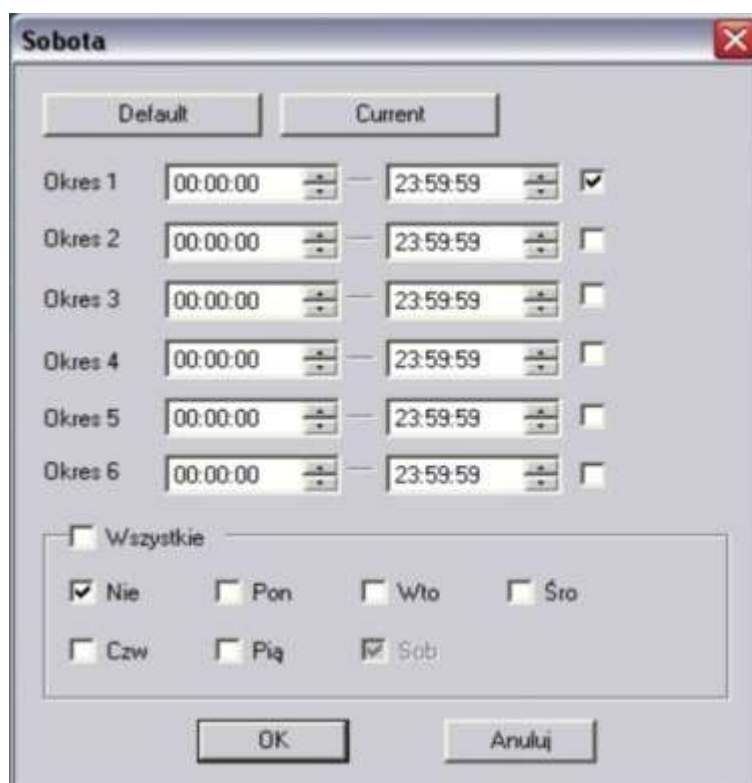 Sobota
Default Current
Okres 1 00:00:00 — 23:59:59
Okres 2 00:00:00 — 23:59:59
Okres 3 00:00:00 — 23:59:59
Okres 4 00:00:00 — 23:59:59
Okres 5 00:00:00 — 23:59:59
Okres 6 00:00:00 — 23:59:59
Wszystkie
Nie Pon Wto Śro
Czw Pią Sob
OK Anuluj